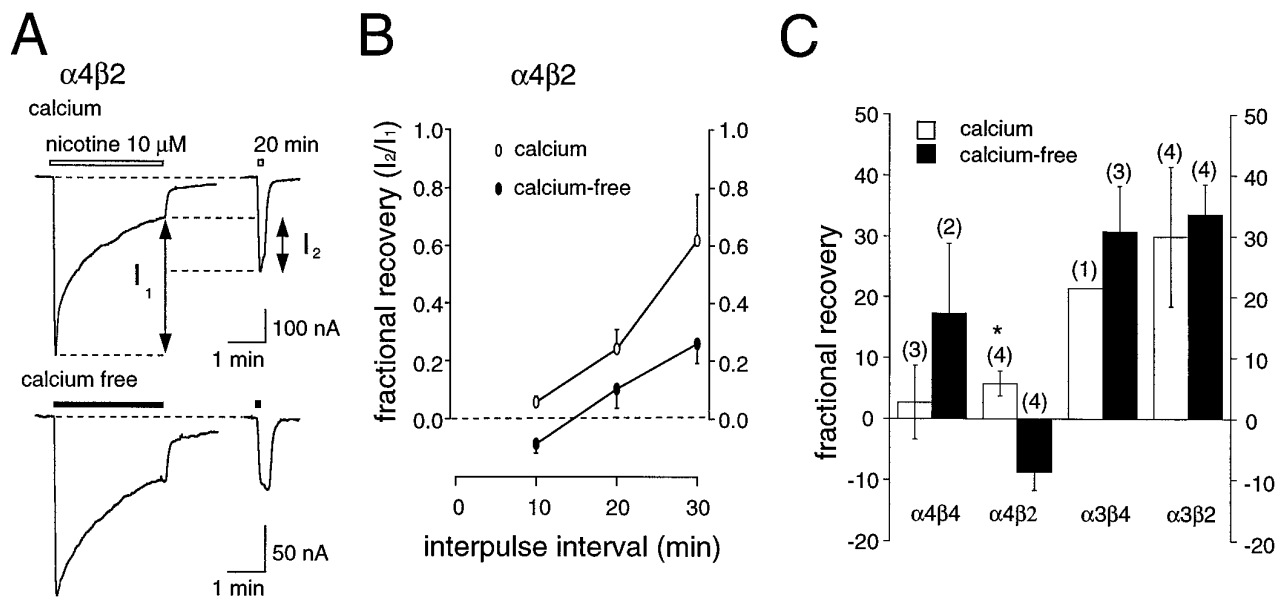 A
α4β2
calcium
nicotine 10 μM
20 min
I1
I2
100 nA
1 min
calcium free
50 nA
1 min
B
α4β2
fractional recovery (I2/I1)
1.0
0.8
0.6
0.4
0.2
0.0
calcium
calcium-free
1.0
0.8
0.6
0.4
0.2
0.0
0 10 20 30
interpulse interval (min)
C
fractional recovery
50
40
30
20
10
0
-10
-20
calcium
calcium-free
(3)
(2)
*
(4)
(4)
(1)
(3)
(4)
(4)
α4β4 α4β2 α3β4 α3β2
50
40
30
20
10
0
-10
-20